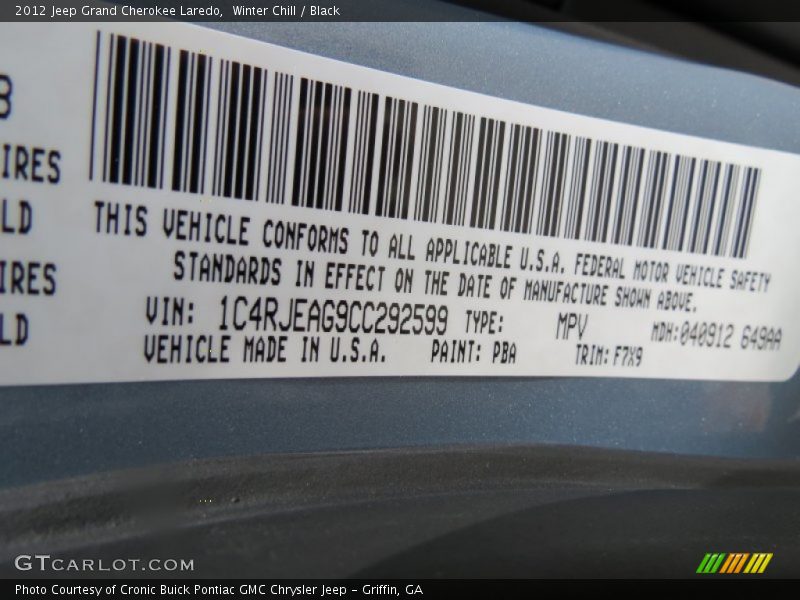 2012 Jeep Grand Cherokee Laredo,  Winter Chill / Black
IRES
LD
IRES
LD
THIS VEHICLE CONFORMS TO ALL APPLICABLE U.S.A. FEDERAL MOTOR VEHICLE SAFETY
STANDARDS IN EFFECT ON THE DATE OF MANUFACTURE SHOWN ABOVE.
VIN: 1C4RJEAG9CC292599 TYPE: MPV MDH:040912 649AA
VEHICLE MADE IN U.S.A. PAINT: PBA TRIM: F7X9
GTCARLOT.COM
Photo Courtesy of Cronic Buick Pontiac GMC Chrysler Jeep - Griffin, GA